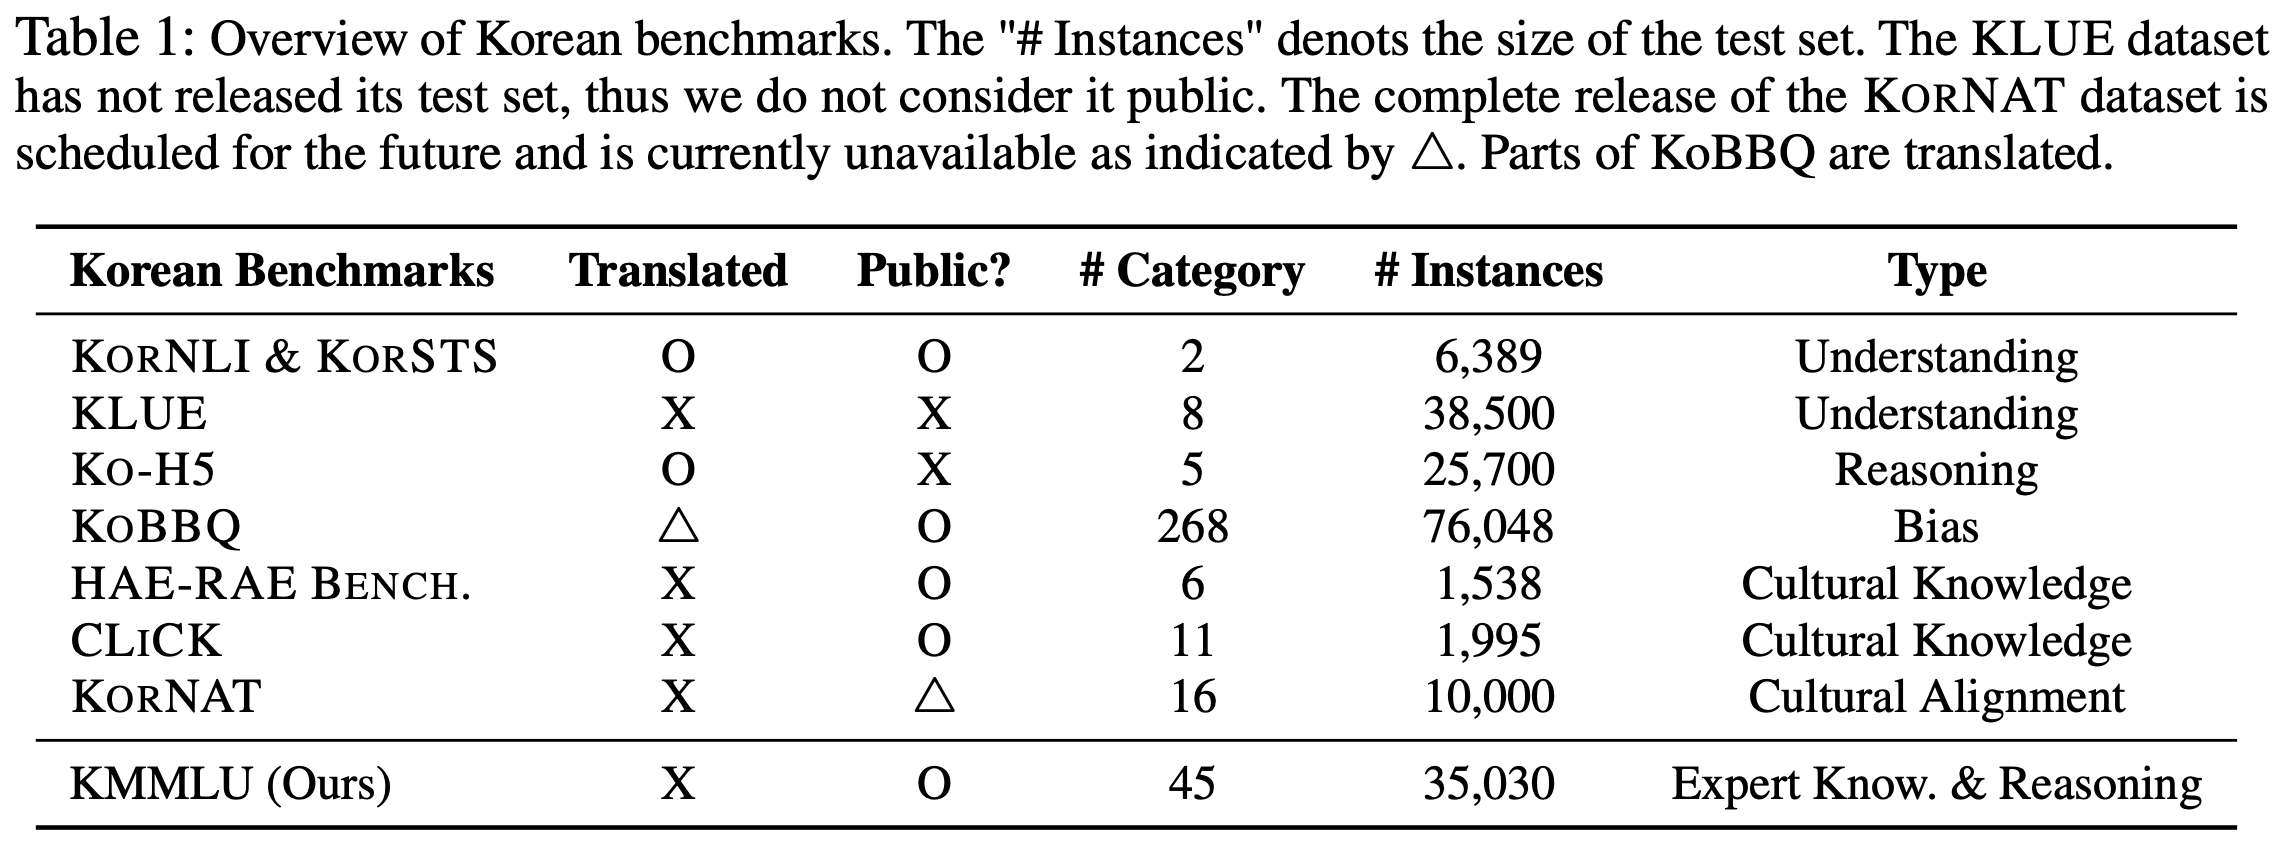 Table 1: Overview of Korean benchmarks. The "# Instances" denots the size of the test set. The KLUE dataset
has not released its test set, thus we do not consider it public. The complete release of the KORNAT dataset is
scheduled for the future and is currently unavailable as indicated by △. Parts of KoBBQ are translated.
Korean Benchmarks Translated Public? # Category # Instances Type
KORNLI & KORSTS O O 2 6,389 Understanding
KLUE X X 8 38,500 Understanding
KO-H5 O X 5 25,700 Reasoning
KOBBQ △ O 268 76,048 Bias
HAE-RAE BENCH. X O 6 1,538 Cultural Knowledge
CLICK X O 11 1,995 Cultural Knowledge
KORNAT X △ 16 10,000 Cultural Alignment
KMMLU (Ours) X O 45 35,030 Expert Know. & Reasoning